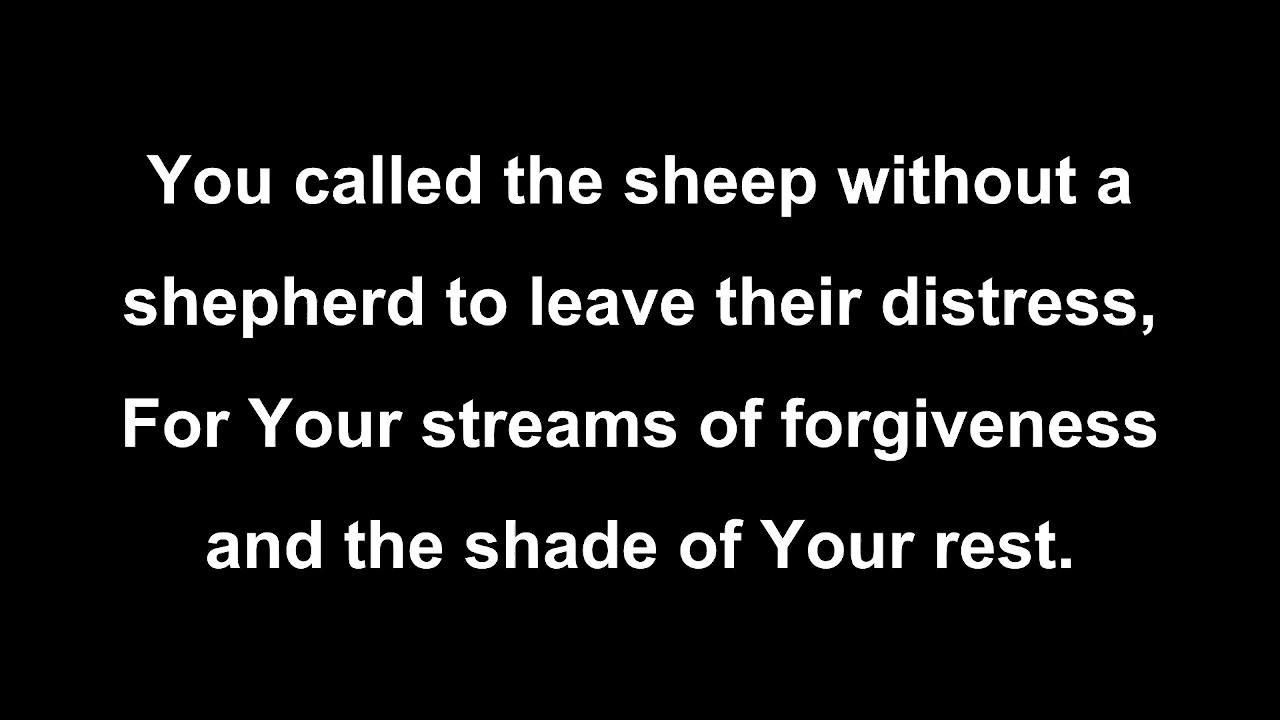 You called the sheep without a
shepherd to leave their distress,
For Your streams of forgiveness
and the shade of Your rest.